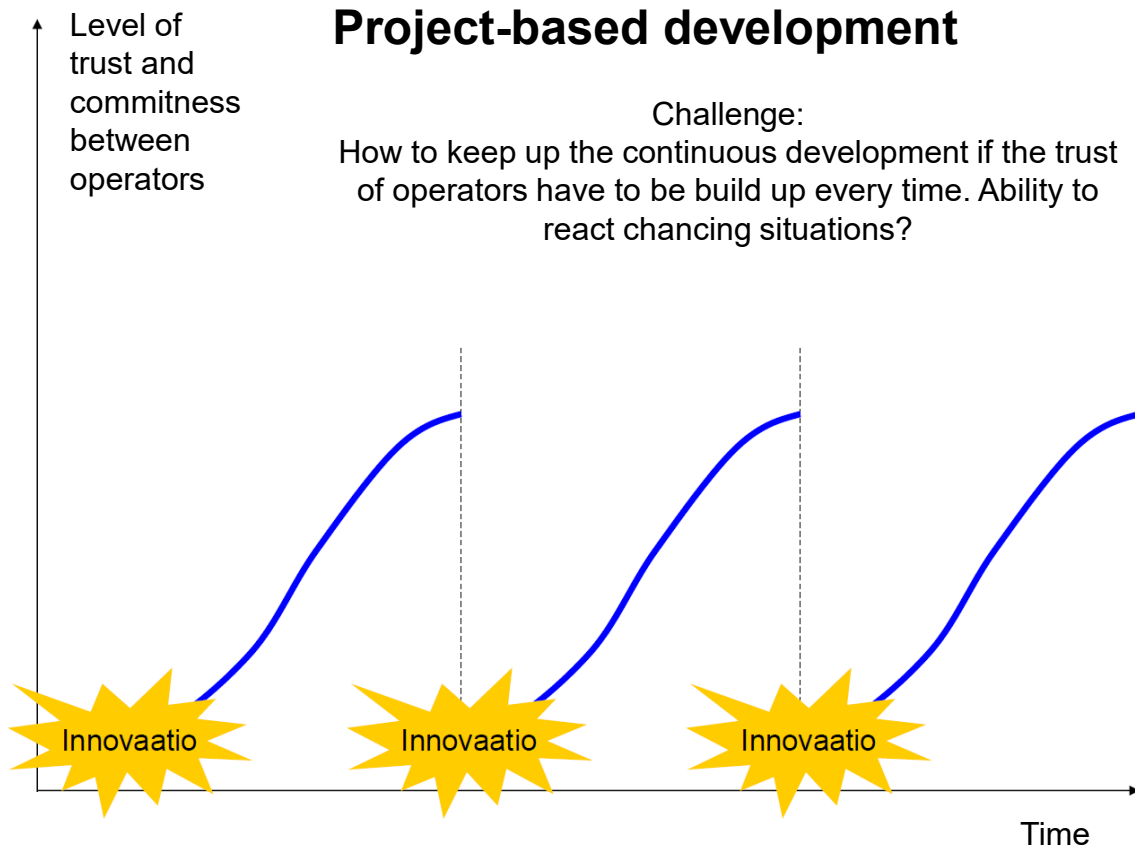 Project-based development
Level of
trust and
commitness
between
operators
Challenge:
How to keep up the continuous development if the trust
of operators have to be build up every time. Ability to
react chancing situations?
Innovaatio
Innovaatio
Innovaatio
Time